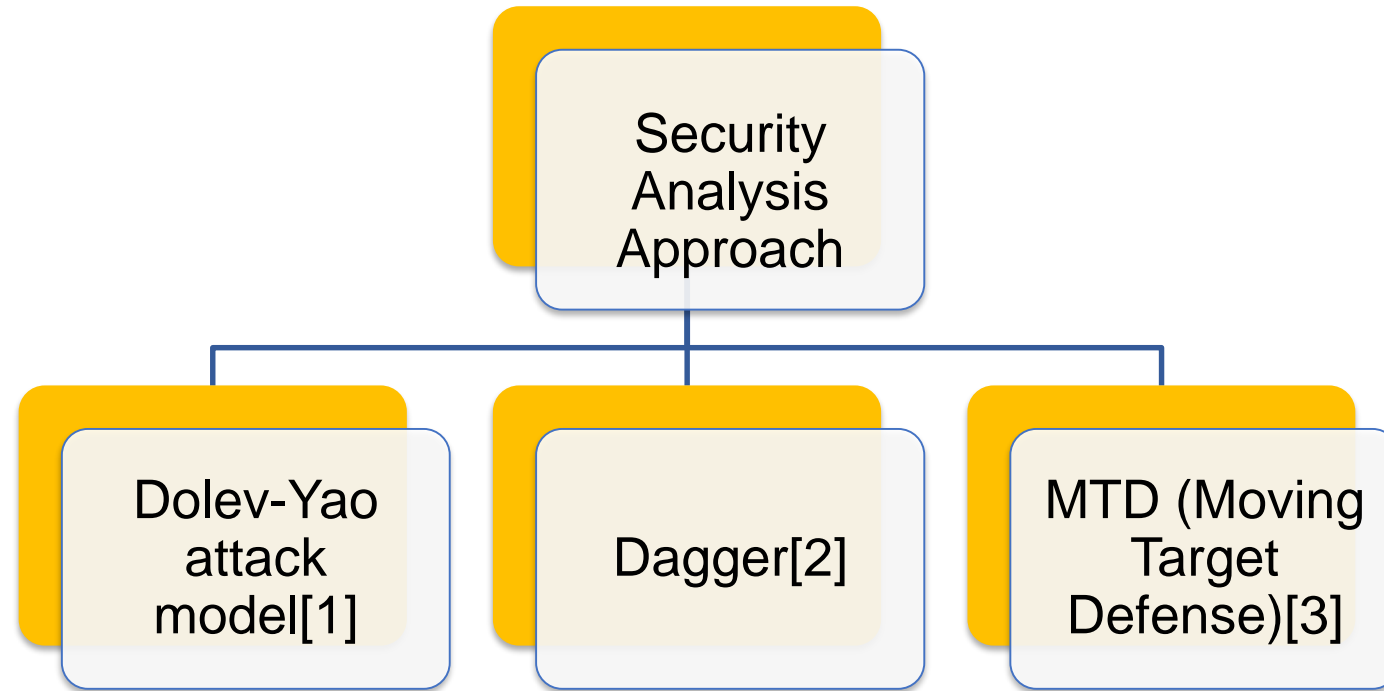 Security
Analysis
Approach
Dolev-Yao
attack
model[1]
Dagger[2]
MTD (Moving
Target
Defense)[3]